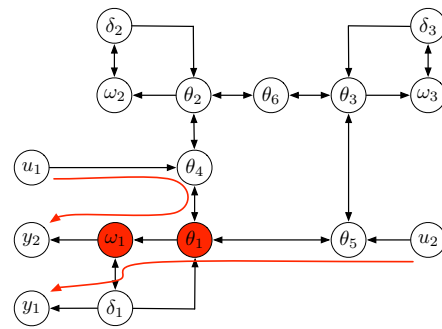 δ₂ δ₃
ω₂ θ₂ θ₆ θ₃ ω₃
u₁ θ₄
y₂ ω₁ θ₁ θ₅ u₂
y₁ δ₁